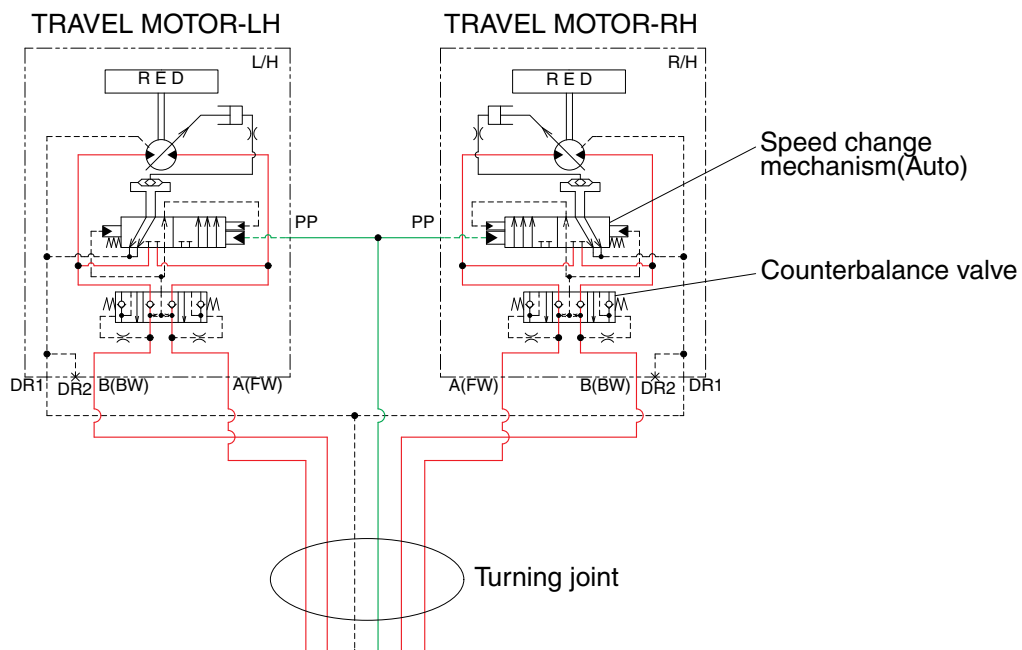 TRAVEL MOTOR-LH
TRAVEL MOTOR-RH
L/H
R/H
RED
RED
Speed change
mechanism(Auto)
PP
PP
Counterbalance valve
DR1
DR2
B(BW)
A(FW)
A(FW)
B(BW)
DR2
DR1
Turning joint